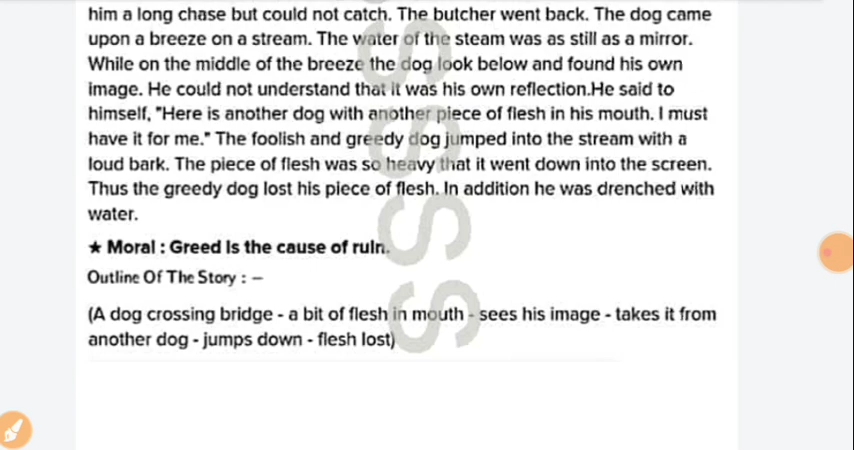 him a long chase but could not catch. The butcher went back. The dog came
upon a breeze on a stream. The water of the steam was as still as a mirror.
While on the middle of the breeze the dog look below and found his own
image. He could not understand that it was his own reflection.He said to
himself, "Here is another dog with another piece of flesh in his mouth. I must
have it for me." The foolish and greedy dog jumped into the stream with a
loud bark. The piece of flesh was so heavy that it went down into the screen.
Thus the greedy dog lost his piece of flesh. In addition he was drenched with
water.
★ Moral : Greed Is the cause of ruin.
Outline Of The Story : –
(A dog crossing bridge - a bit of flesh in mouth - sees his image - takes it from
another dog - jumps down - flesh lost)
SSSS